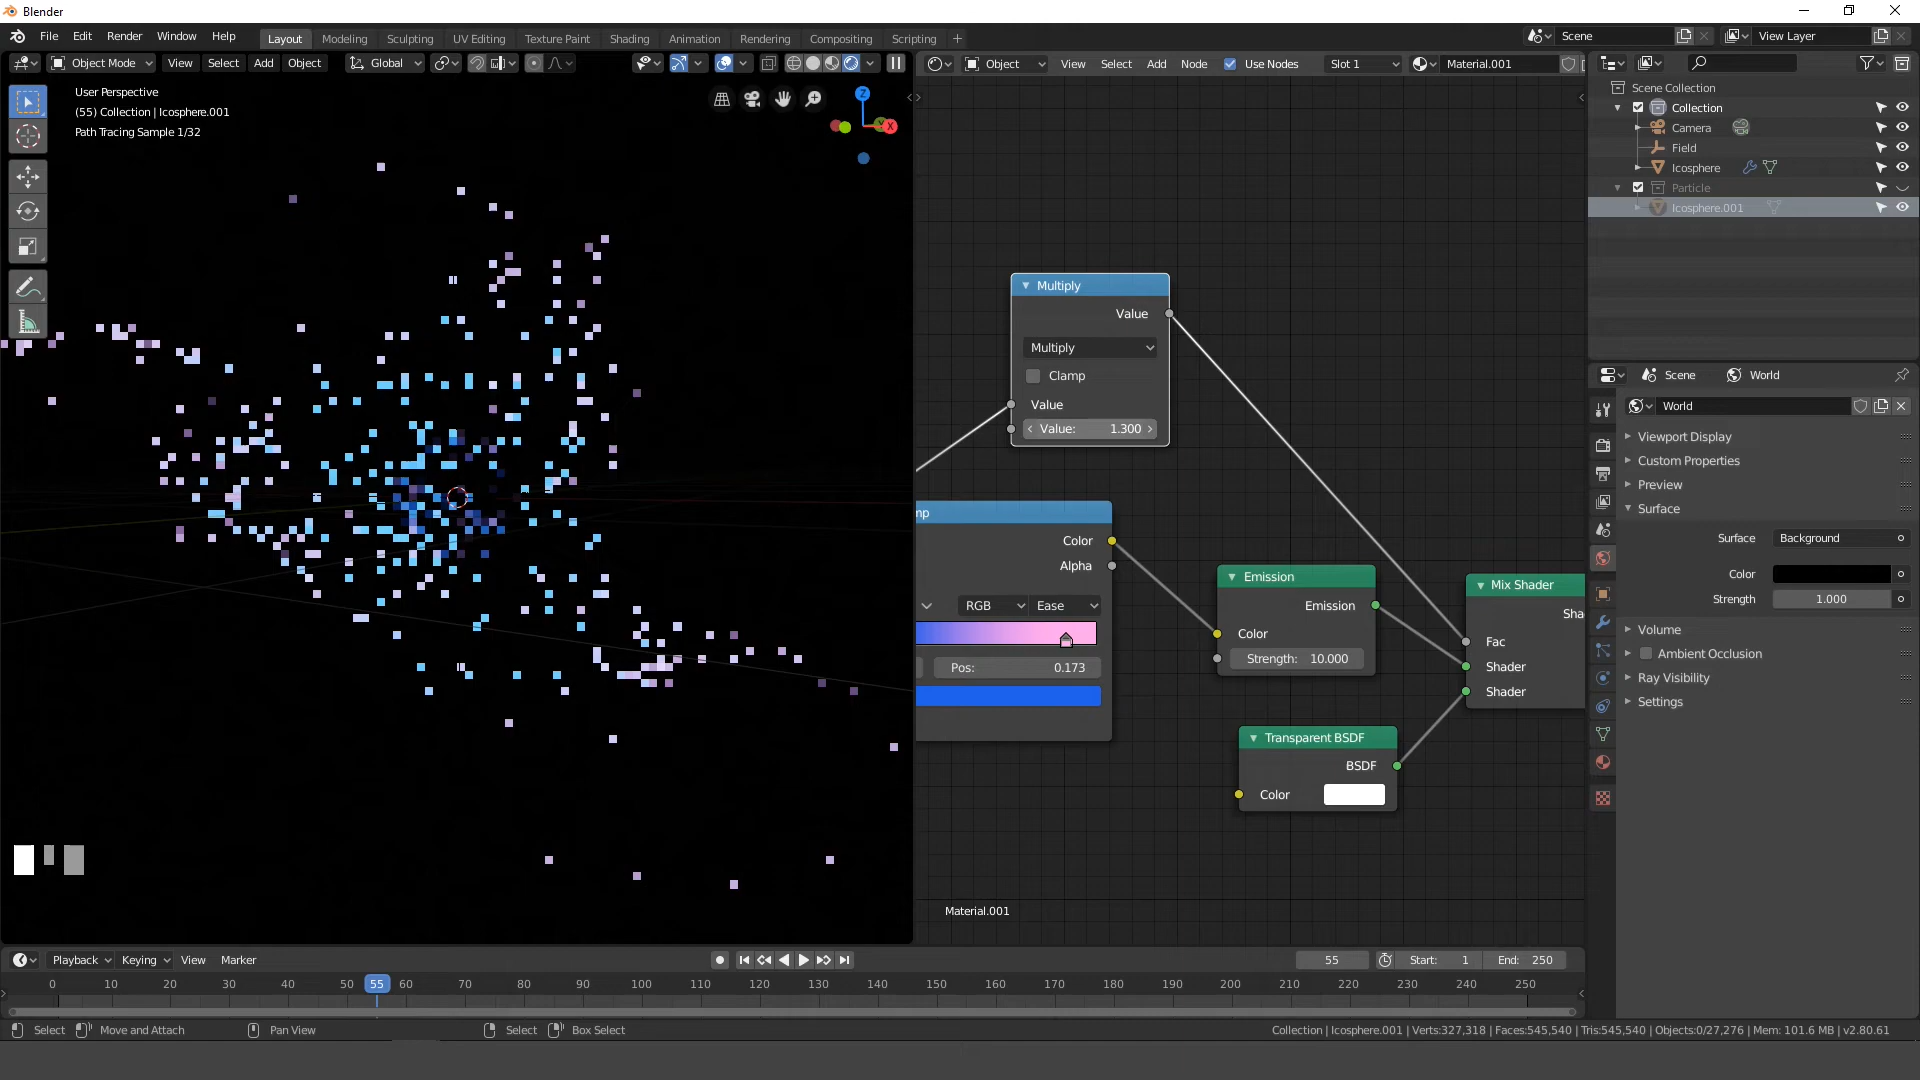 Blender
File Edit Render Window Help
Layout Modeling Sculpting UV Editing Texture Paint Shading Animation Rendering Compositing Scripting
Scene
View Layer
Object Mode View Select Add Object Global
Object View Select Add Node Use Nodes Slot 1 Material.001
User Perspective
(55) Collection | Icosphere.001
Path Tracing Sample 1/32
Z
X
Scene Collection
Collection
Camera
Field
Icosphere
Particle
Icosphere.001
Multiply
Value
Multiply
Clamp
Value
Value: 1.300
mp
Color
Alpha
RGB Ease
Pos: 0.173
Emission
Emission
Color
Strength: 10.000
Mix Shader
Sha
Fac
Shader
Shader
Transparent BSDF
BSDF
Color
Material.001
Scene World
World
Viewport Display
Custom Properties
Preview
Surface
Surface Background
Color
Strength 1.000
Volume
Ambient Occlusion
Ray Visibility
Settings
Playback Keying View Marker
55 Start: 1 End: 250
0 10 20 30 40 50 55 60 70 80 90 100 110 120 130 140 150 160 170 180 190 200 210 220 230 240 250
Select Move and Attach Pan View Select Box Select
Collection | Icosphere.001 | Verts:327,318 | Faces:545,540 | Tris:545,540 | Objects:0/27,276 | Mem: 101.6 MB | v2.80.61